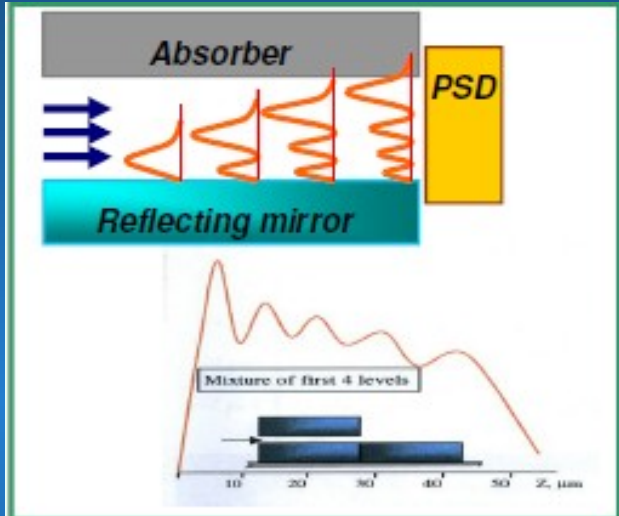 Absorber
PSD
Reflecting mirror
Mixture of first 4 levels
10 20 30 40 50 Z, μm